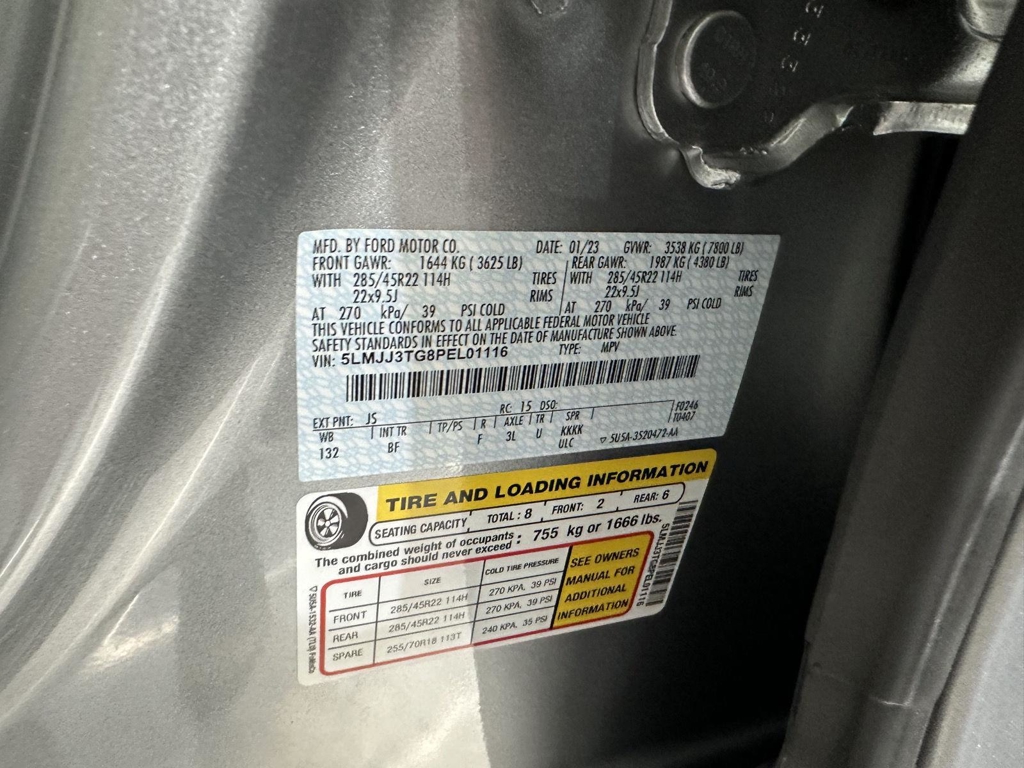 MFD. BY FORD MOTOR CO. DATE: 01/23 GVWR: 3538 KG ( 7800 LB)
FRONT GAWR: 1644 KG ( 3625 LB) REAR GAWR: 1987 KG ( 4380 LB)
WITH 285/45R22 114H TIRES WITH 285/45R22 114H TIRES
22x9.5J RIMS 22x9.5J RIMS
AT 270 kPa/ 39 PSI COLD AT 270 kPa/ 39 PSI COLD
THIS VEHICLE CONFORMS TO ALL APPLICABLE FEDERAL MOTOR VEHICLE
SAFETY STANDARDS IN EFFECT ON THE DATE OF MANUFACTURE SHOWN ABOVE.
VIN: 5LMJJ3TG8PEL01116 TYPE: MPV
EXT PNT: JS RC: 15 DSO: F0246
T0407
WB INT TR TP/PS R AXLE TR SPR
132 BF F 3L U KKKK
ULC 5U5A-3520472-AA
TIRE AND LOADING INFORMATION
SEATING CAPACITY TOTAL: 8 FRONT: 2 REAR: 6
The combined weight of occupants
and cargo should never exceed : 755 kg or 1666 lbs.
TIRE SIZE COLD TIRE PRESSURE
FRONT 285/45R22 114H 270 KPA, 39 PSI
REAR 285/45R22 114H 270 KPA, 39 PSI
SPARE 255/70R18 113T 240 KPA, 35 PSI
SEE OWNERS
MANUAL FOR
ADDITIONAL
INFORMATION
5LMJJ3TG8PEL01116